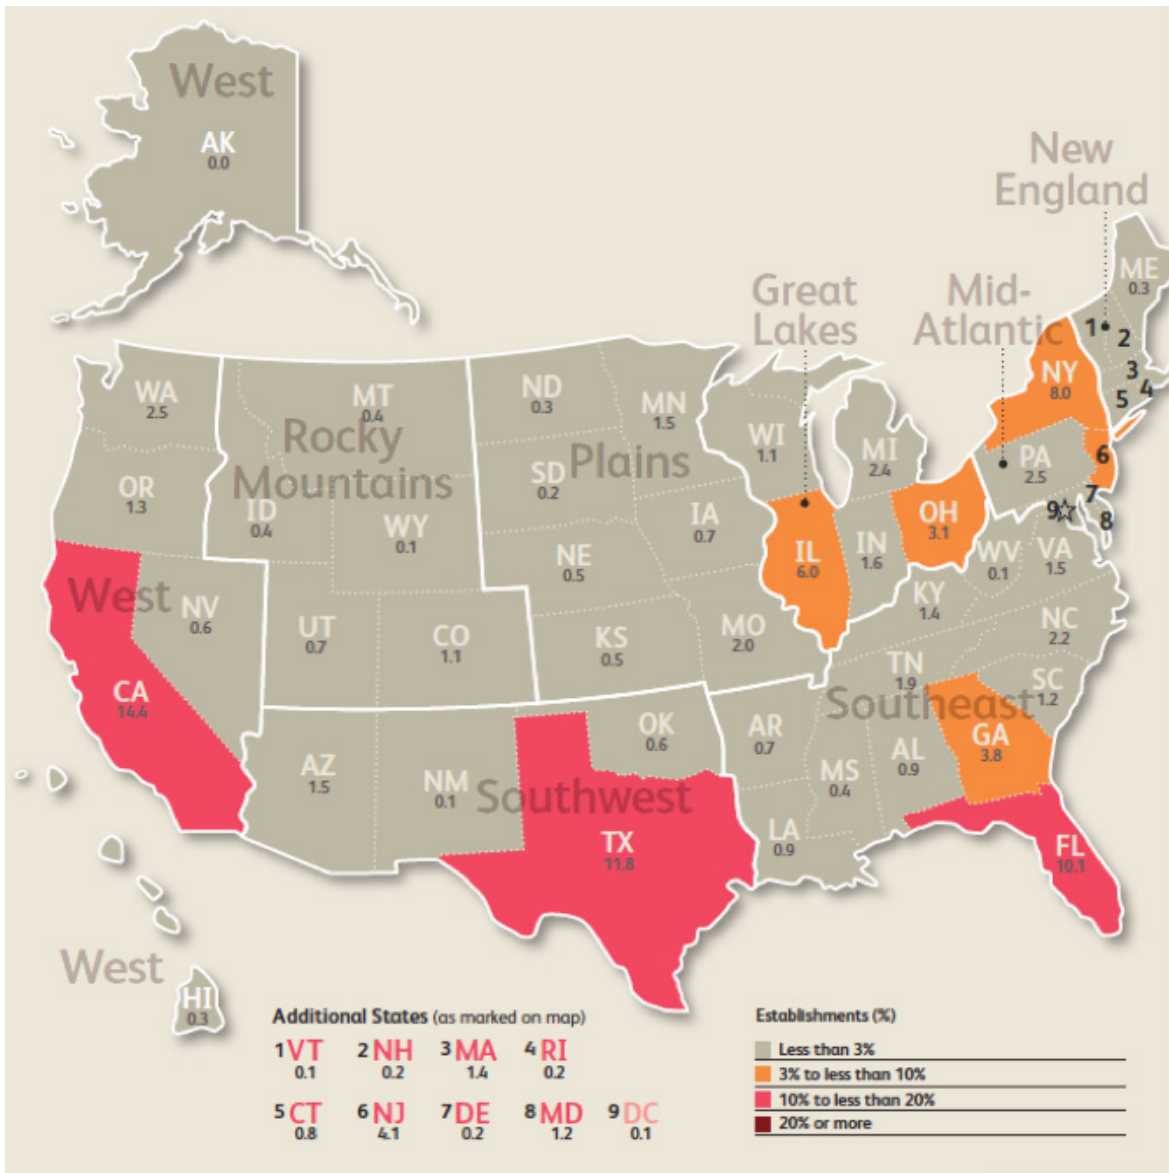 West
AK
0.0
New
England
Great
Lakes
Mid-
Atlantic
ME
0.3
1
2
3
4
5
NY
8.0
WA
2.5
MT
0.4
ND
0.3
MN
1.5
WI
1.1
MI
2.4
PA
2.5
6
7
8
9
Rocky
Mountains
Plains
OR
1.3
ID
0.4
WY
0.1
SD
0.2
IA
0.7
NE
0.5
IL
6.0
IN
1.6
OH
3.1
WV
0.1
VA
1.5
KY
1.4
West
NV
0.6
UT
0.7
CO
1.1
KS
0.5
MO
2.0
NC
2.2
TN
1.9
SC
1.2
Southeast
CA
14.4
AZ
1.5
NM
0.1
OK
0.6
AR
0.7
MS
0.4
AL
0.9
GA
3.8
Southwest
TX
11.8
LA
0.9
FL
10.1
West
HI
0.3
Additional States (as marked on map)
1 VT 2 NH 3 MA 4 RI
0.1 0.2 1.4 0.2
5 CT 6 NJ 7 DE 8 MD 9 DC
0.8 4.1 0.2 1.2 0.1
Establishments (%)
Less than 3%
3% to less than 10%
10% to less than 20%
20% or more